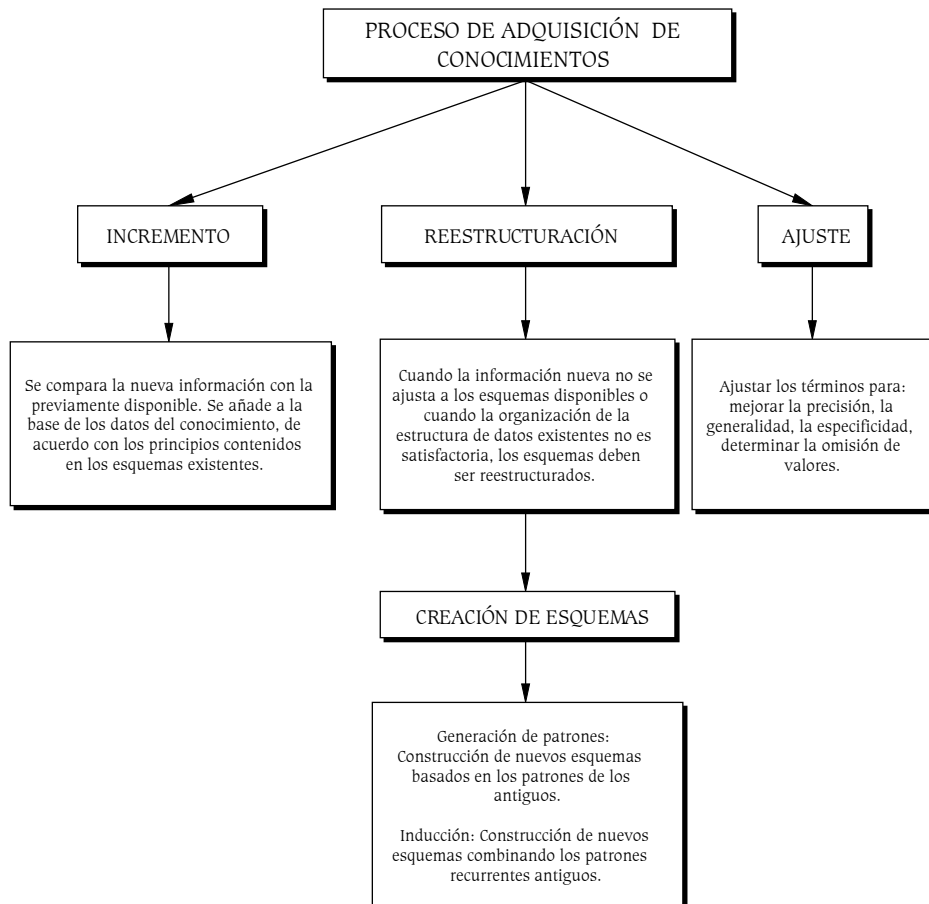 PROCESO DE ADQUISICIÓN DE
CONOCIMIENTOS
INCREMENTO
REESTRUCTURACIÓN
AJUSTE
Se compara la nueva información con la
previamente disponible. Se añade a la
base de los datos del conocimiento, de
acuerdo con los principios contenidos
en los esquemas existentes.
Cuando la información nueva no se
ajusta a los esquemas disponibles o
cuando la organización de la
estructura de datos existentes no es
satisfactoria, los esquemas deben
ser reestructurados.
Ajustar los términos para:
mejorar la precisión, la
generalidad, la especificidad,
determinar la omisión de
valores.
CREACIÓN DE ESQUEMAS
Generación de patrones:
Construcción de nuevos esquemas
basados en los patrones de los
antiguos.
Inducción: Construcción de nuevos
esquemas combinando los patrones
recurrentes antiguos.